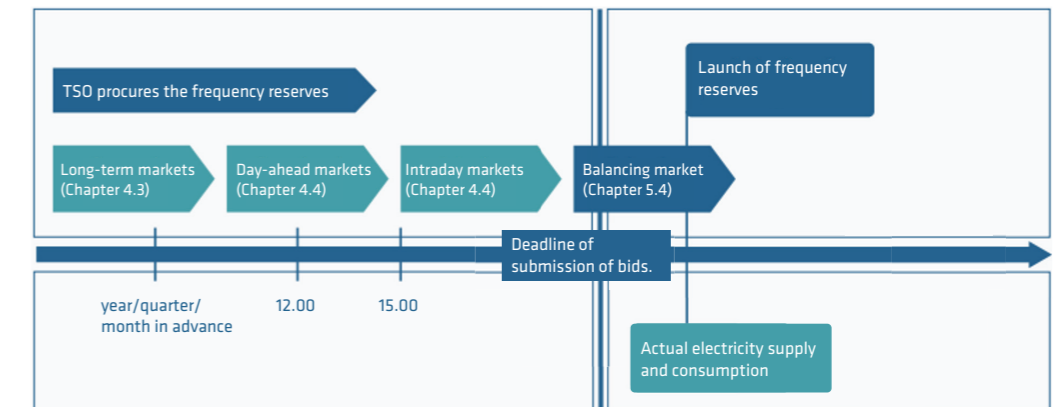 Launch of frequency
reserves
TSO procures the frequency reserves
Long-term markets
(Chapter 4.3)
Day-ahead markets
(Chapter 4.4)
Intraday markets
(Chapter 4.4)
Balancing market
(Chapter 5.4)
Deadline of
submission of bids.
year/quarter/
month in advance
12.00
15.00
Actual electricity supply
and consumption